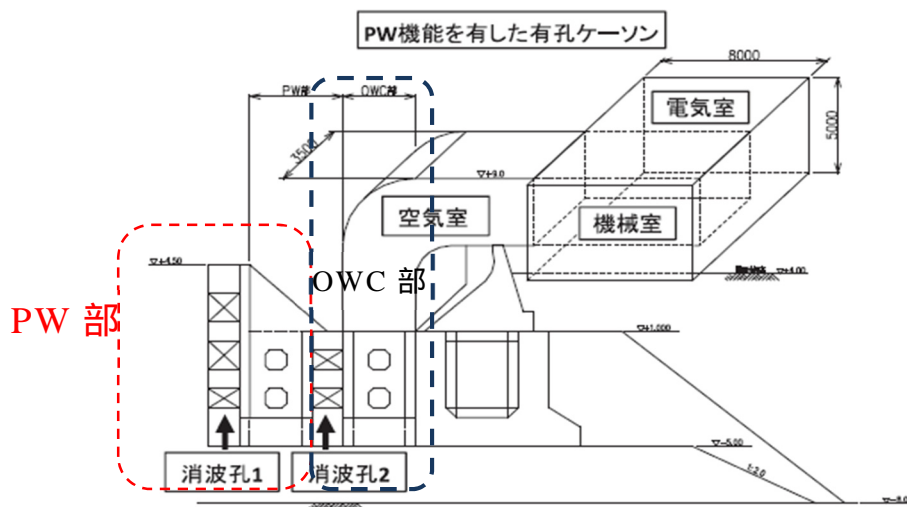 PW機能を有した有孔ケーソン
8000
PW部
OWC部
電気室
5000
3500
▽+9.0
空気室
機械室
▽+4.50
OWC 部
▽+4.00
PW 部
▽+1.000
▽-5.00
消波孔1
消波孔2
1:2.0